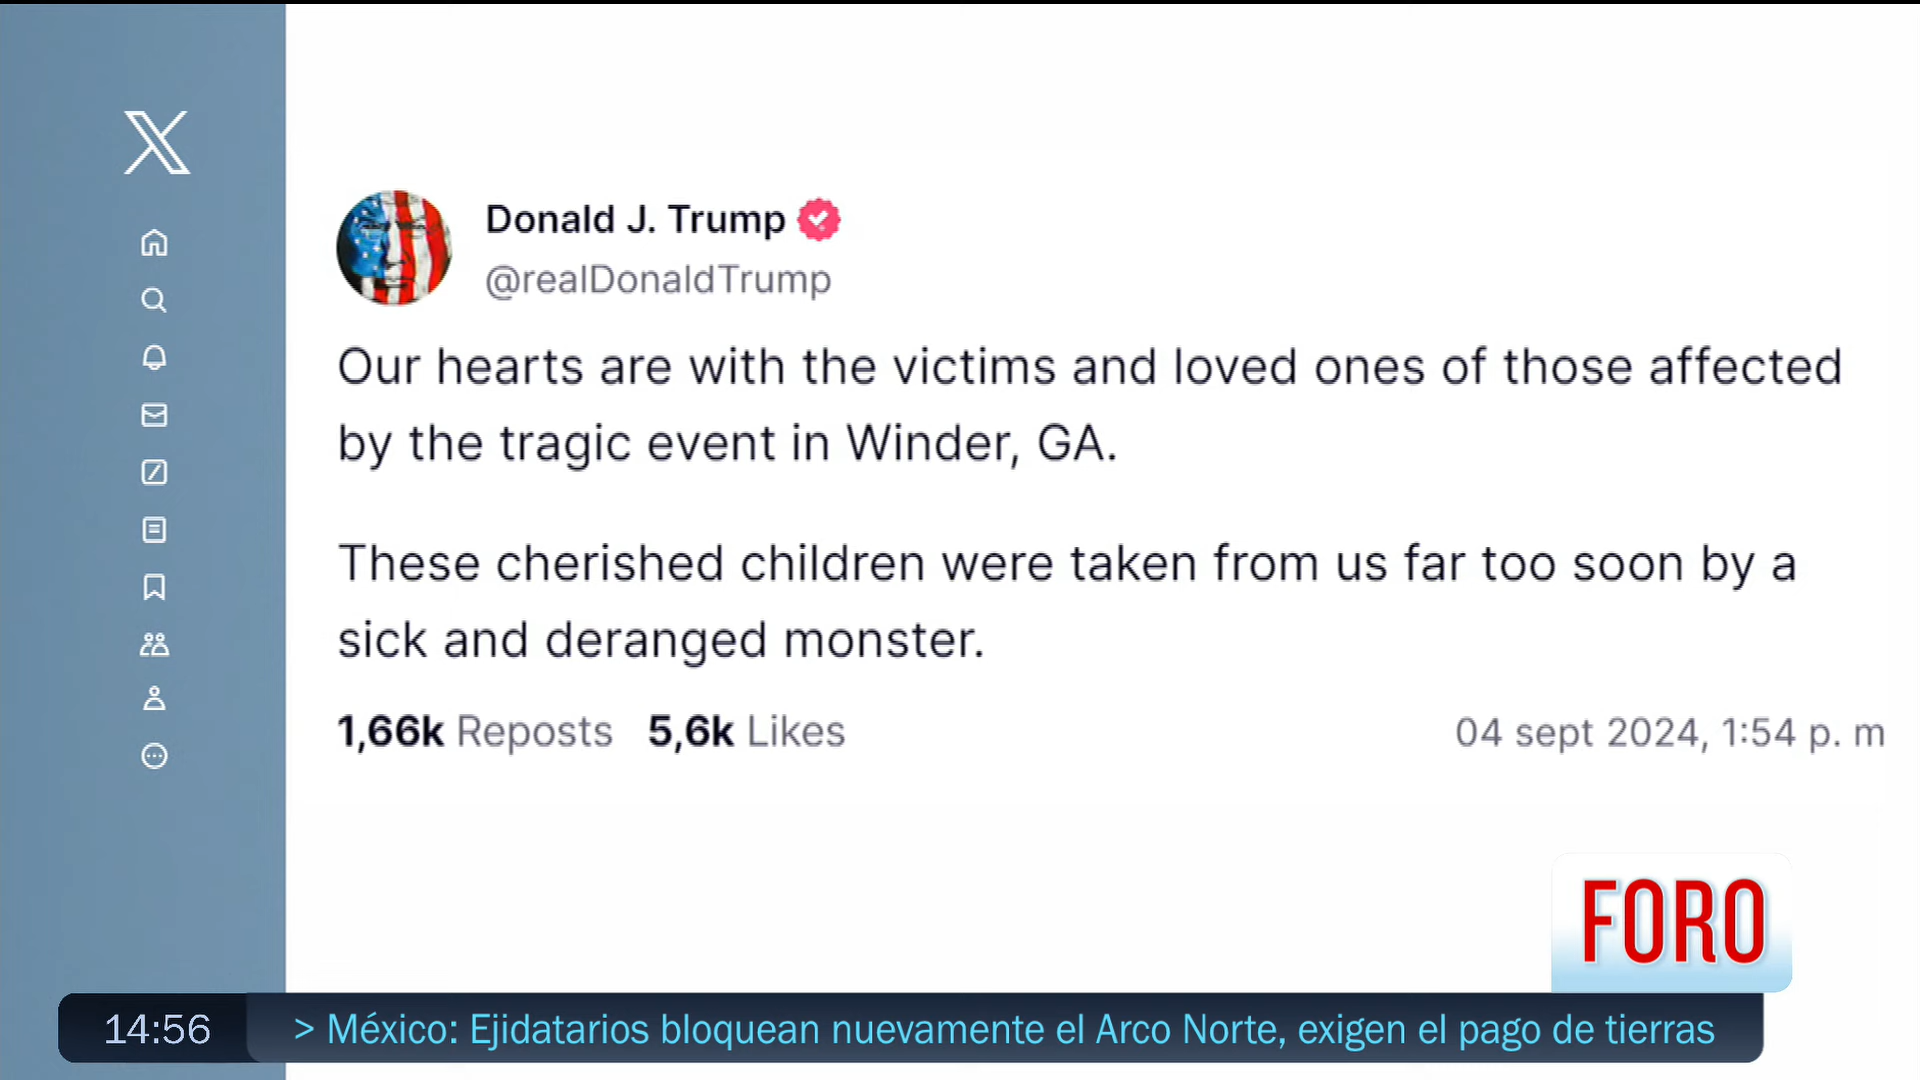 X
Donald J. Trump
@realDonaldTrump
Our hearts are with the victims and loved ones of those affected
by the tragic event in Winder, GA.
These cherished children were taken from us far too soon by a
sick and deranged monster.
1,66k Reposts 5,6k Likes
04 sept 2024, 1:54 p. m
FORO
14:56
> México: Ejidatarios bloquean nuevamente el Arco Norte, exigen el pago de tierras